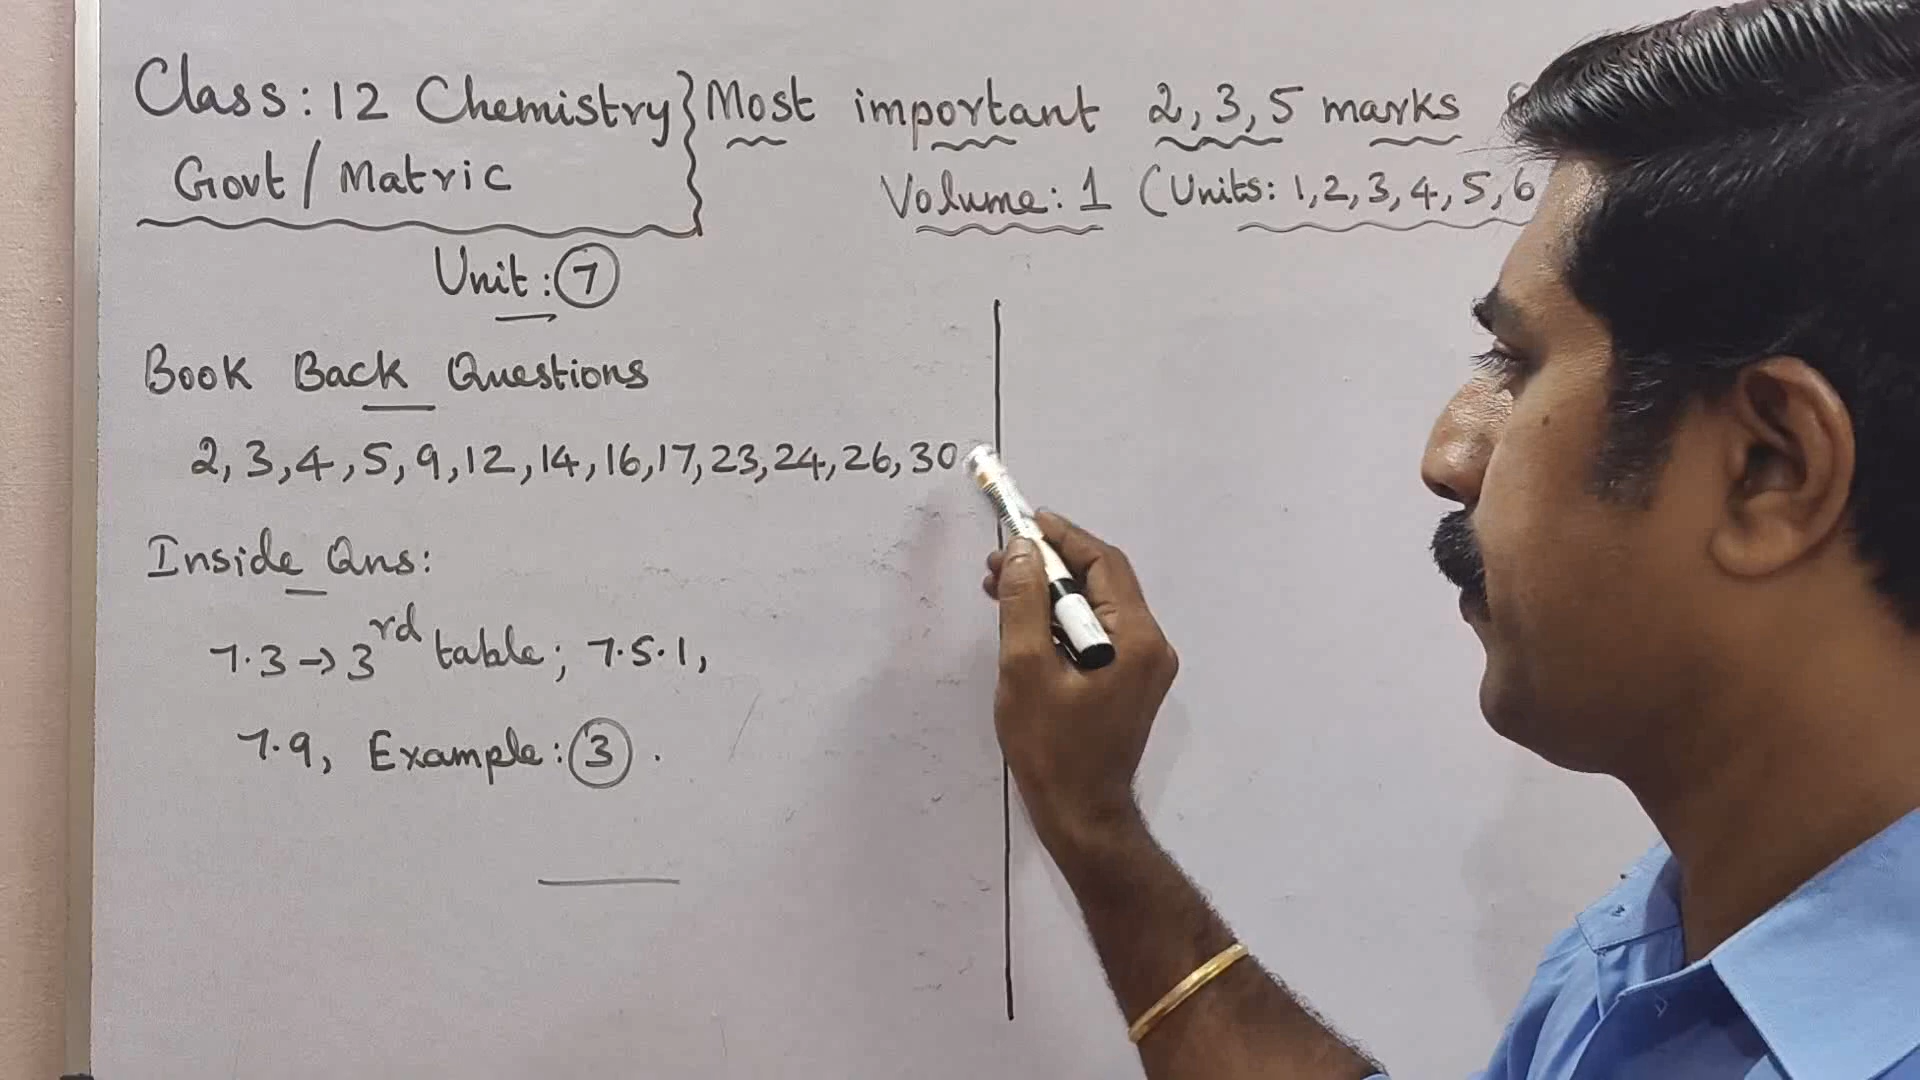 Class: 12 Chemistry } Most important 2, 3, 5 marks
Govt / Matric
Volume: 1 (Units: 1, 2, 3, 4, 5, 6
Unit: 7
Book Back Questions
2, 3, 4, 5, 9, 12, 14, 16, 17, 23, 24, 26, 30
Inside Qns:
7.3 → 3rd table; 7.5.1,
7.9, Example: 3.